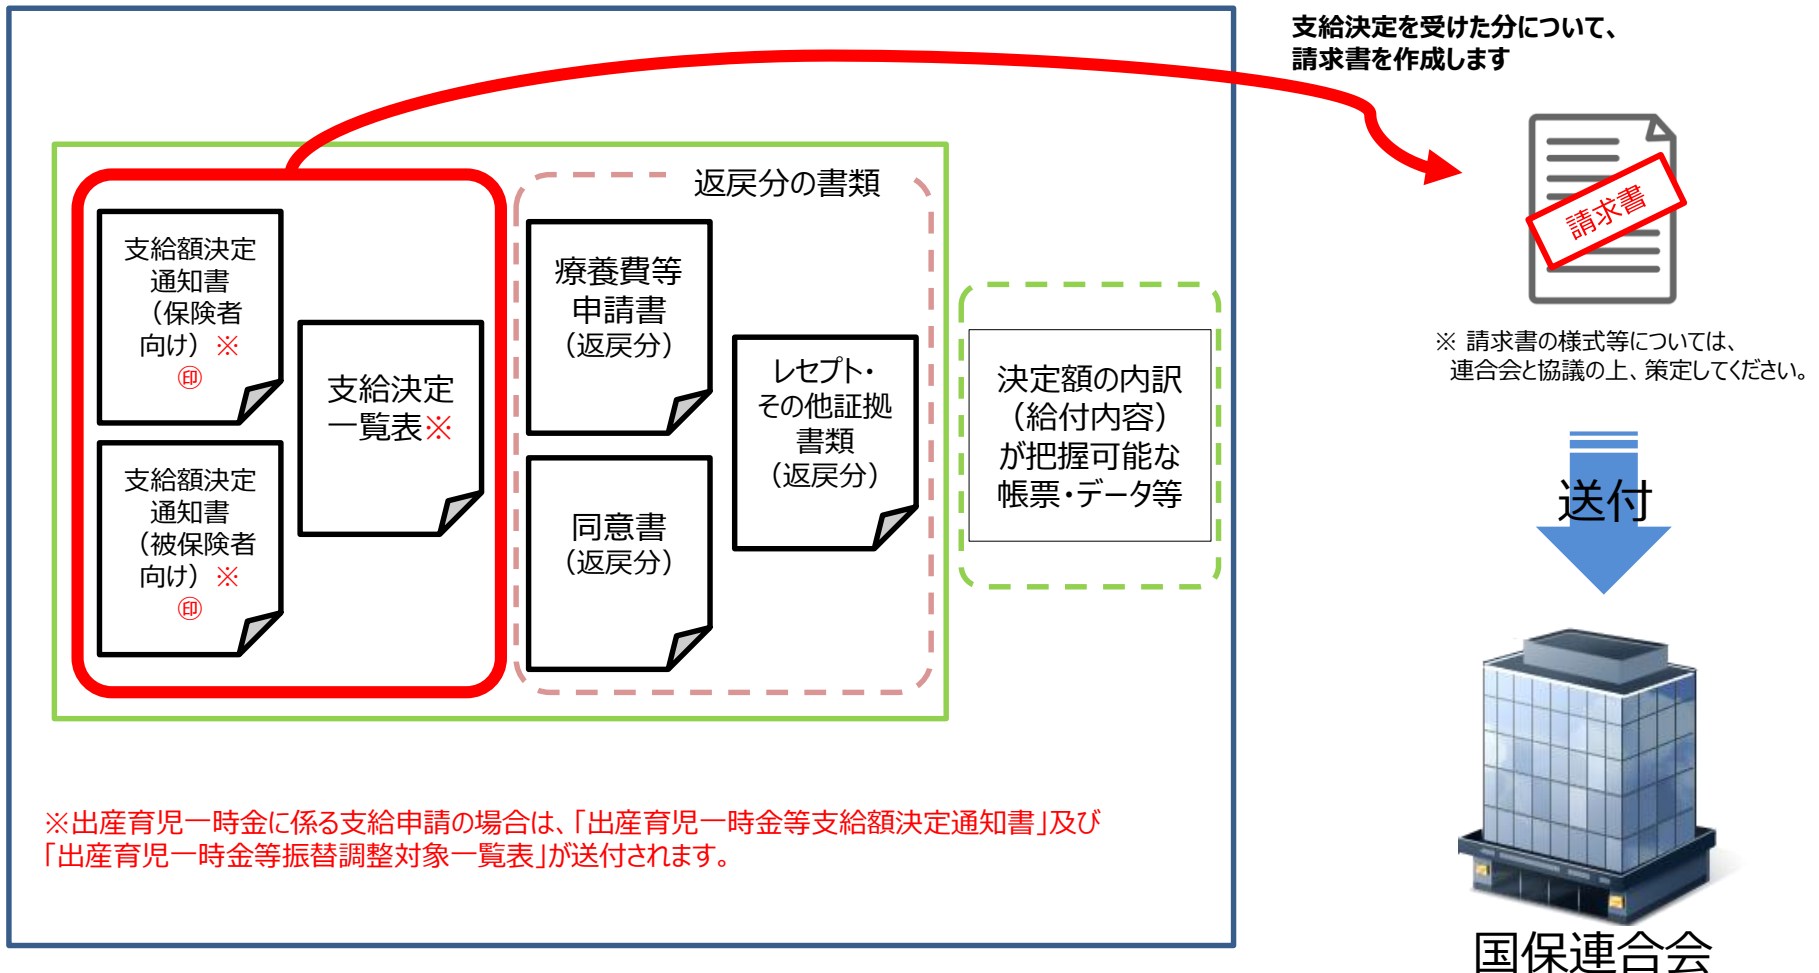 支給決定を受けた分について、
請求書を作成します
返戻分の書類
支給額決定
通知書
（保険者
向け）※
㊞
支給額決定
通知書
（被保険者
向け）※
㊞
支給決定
一覧表※
療養費等
申請書
（返戻分）
同意書
（返戻分）
レセプト・
その他証拠
書類
（返戻分）
決定額の内訳
（給付内容）
が把握可能な
帳票・データ等
請求書
※ 請求書の様式等については、
連合会と協議の上、策定してください。
送付
国保連合会
※出産育児一時金に係る支給申請の場合は、「出産育児一時金等支給額決定通知書」及び
「出産育児一時金等振替調整対象一覧表」が送付されます。